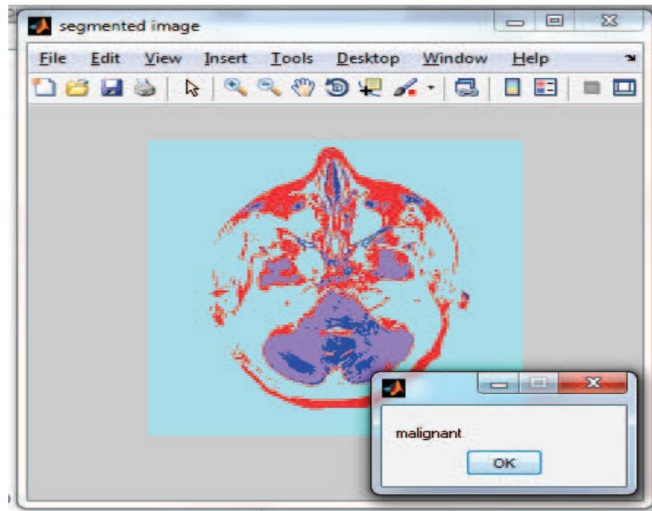 segmented image
File Edit View Insert Tools Desktop Window Help
malignant
OK